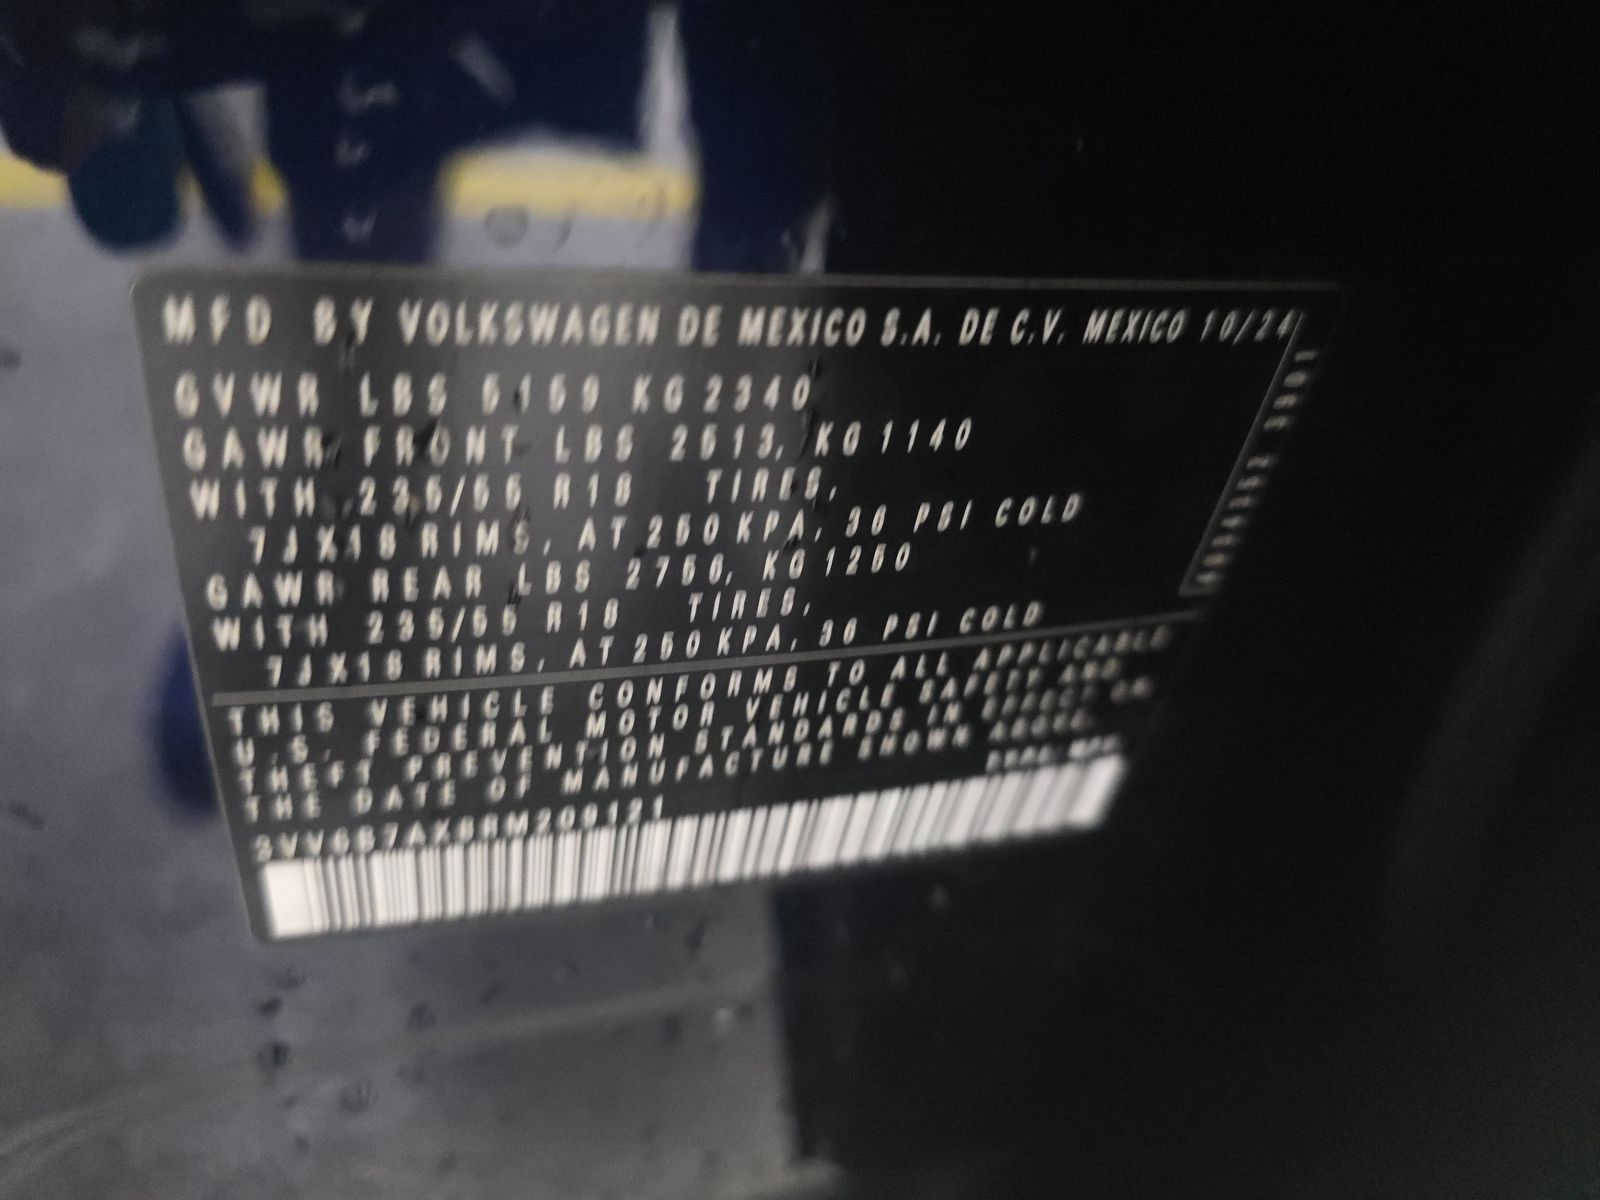 MFD BY VOLKSWAGEN DE MEXICO S.A. DE C.V. MEXICO 10/24
GVWR LBS 5159 KG 2340
GAWR FRONT LBS 2513, KG 1140
WITH 235/55 R18 TIRES,
7JX18 RIMS, AT 250 KPA, 36 PSI COLD
GAWR REAR LBS 2756, KG 1250
WITH 235/55 R18 TIRES,
7JX18 RIMS, AT 250 KPA, 36 PSI COLD
THIS VEHICLE CONFORMS TO ALL APPLICABLE
U.S. FEDERAL MOTOR VEHICLE SAFETY AND
THEFT PREVENTION STANDARDS IN EFFECT ON
THE DATE OF MANUFACTURE SHOWN ABOVE.